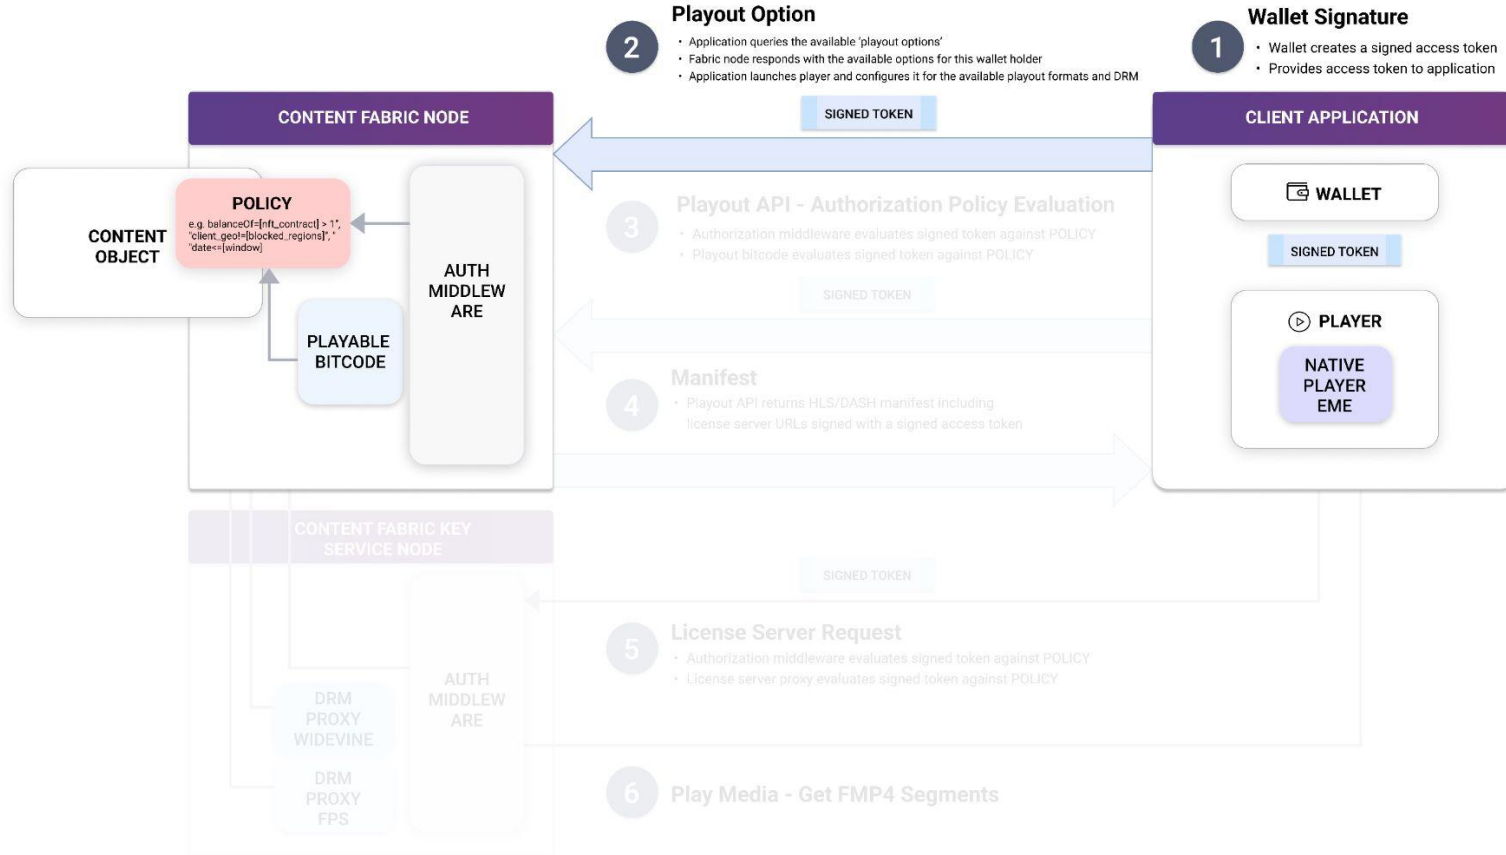 Playout Option
2
• Application queries the available 'playout options'
• Fabric node responds with the available options for this wallet holder
• Application launches player and configures it for the available playout formats and DRM
Wallet Signature
1
• Wallet creates a signed access token
• Provides access token to application
CONTENT FABRIC NODE
SIGNED TOKEN
CLIENT APPLICATION
CONTENT
OBJECT
POLICY
e.g. balanceOf=[nft_contract] > 1",
"client_geo!=[blocked_regions]", "
"date<=[window]
PLAYABLE
BITCODE
AUTH
MIDDLEW
ARE
WALLET
SIGNED TOKEN
PLAYER
NATIVE
PLAYER
EME
3
Playout API - Authorization Policy Evaluation
• Authorization middleware evaluates signed token against POLICY
• Playout bitcode evaluates signed token against POLICY
SIGNED TOKEN
4
Manifest
• Playout API returns HLS/DASH manifest including
license server URLs signed with a signed access token
CONTENT FABRIC KEY
SERVICE NODE
SIGNED TOKEN
5
License Server Request
• Authorization middleware evaluates signed token against POLICY
• License server proxy evaluates signed token against POLICY
AUTH
MIDDLEW
ARE
DRM
PROXY
WIDEVINE
DRM
PROXY
FPS
6
Play Media - Get FMP4 Segments